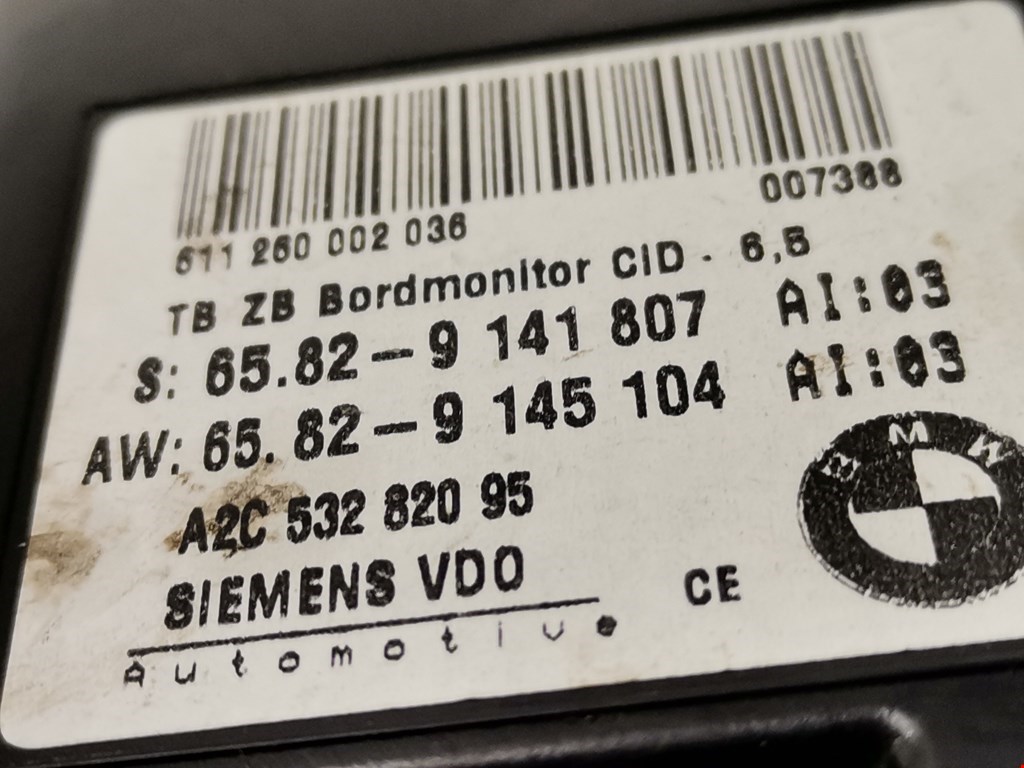 007388
611 260 002 036
TB ZB Bordmonitor CID - 6,5
S: 65.82-9 141 807 AI:03
AW: 65.82-9 145 104 AI:03
A2C 532 820 95
SIEMENS VDO
Automotive
CE
BMW